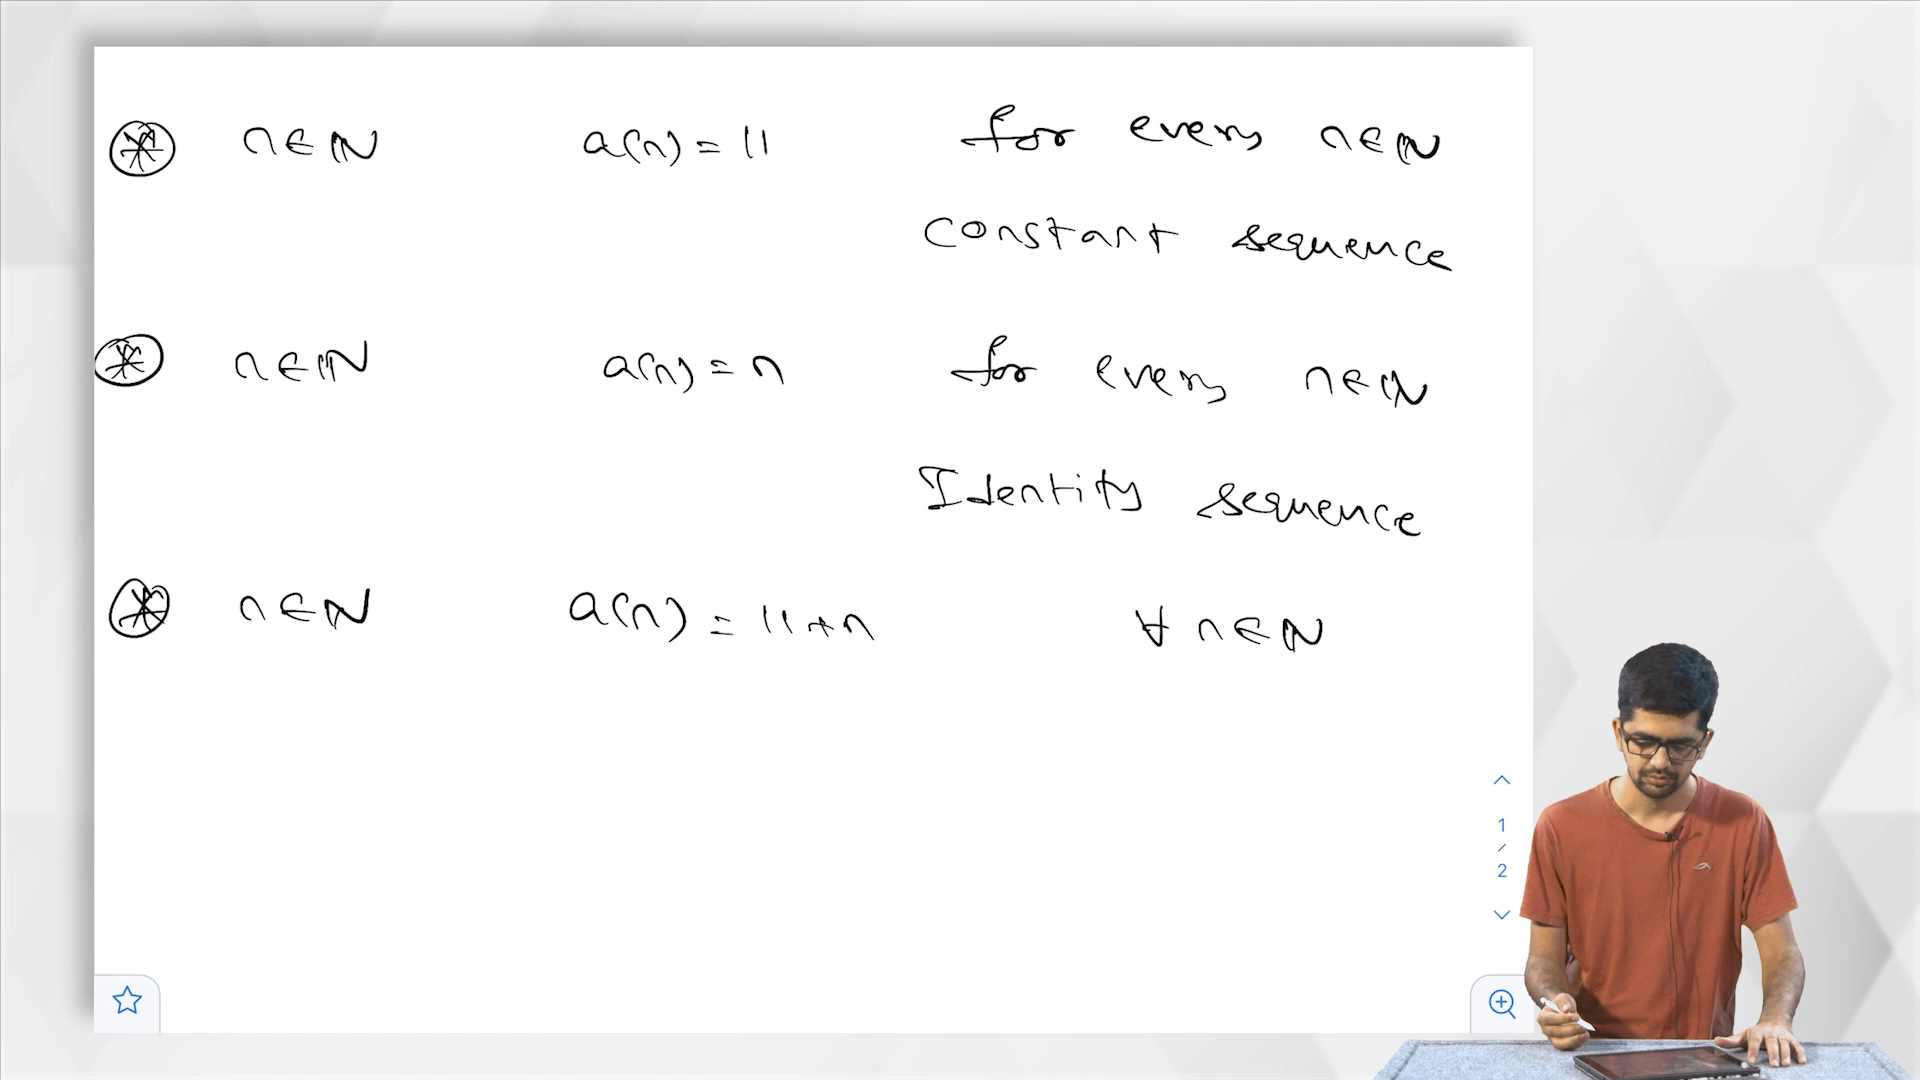 n∈ℕ a(n) = 11 for every n∈ℕ
constant sequence
n∈ℕ a(n) = n for every n∈ℕ
Identity sequence
n∈ℕ a(n) = 11+n ∀ n∈ℕ
1
/
2